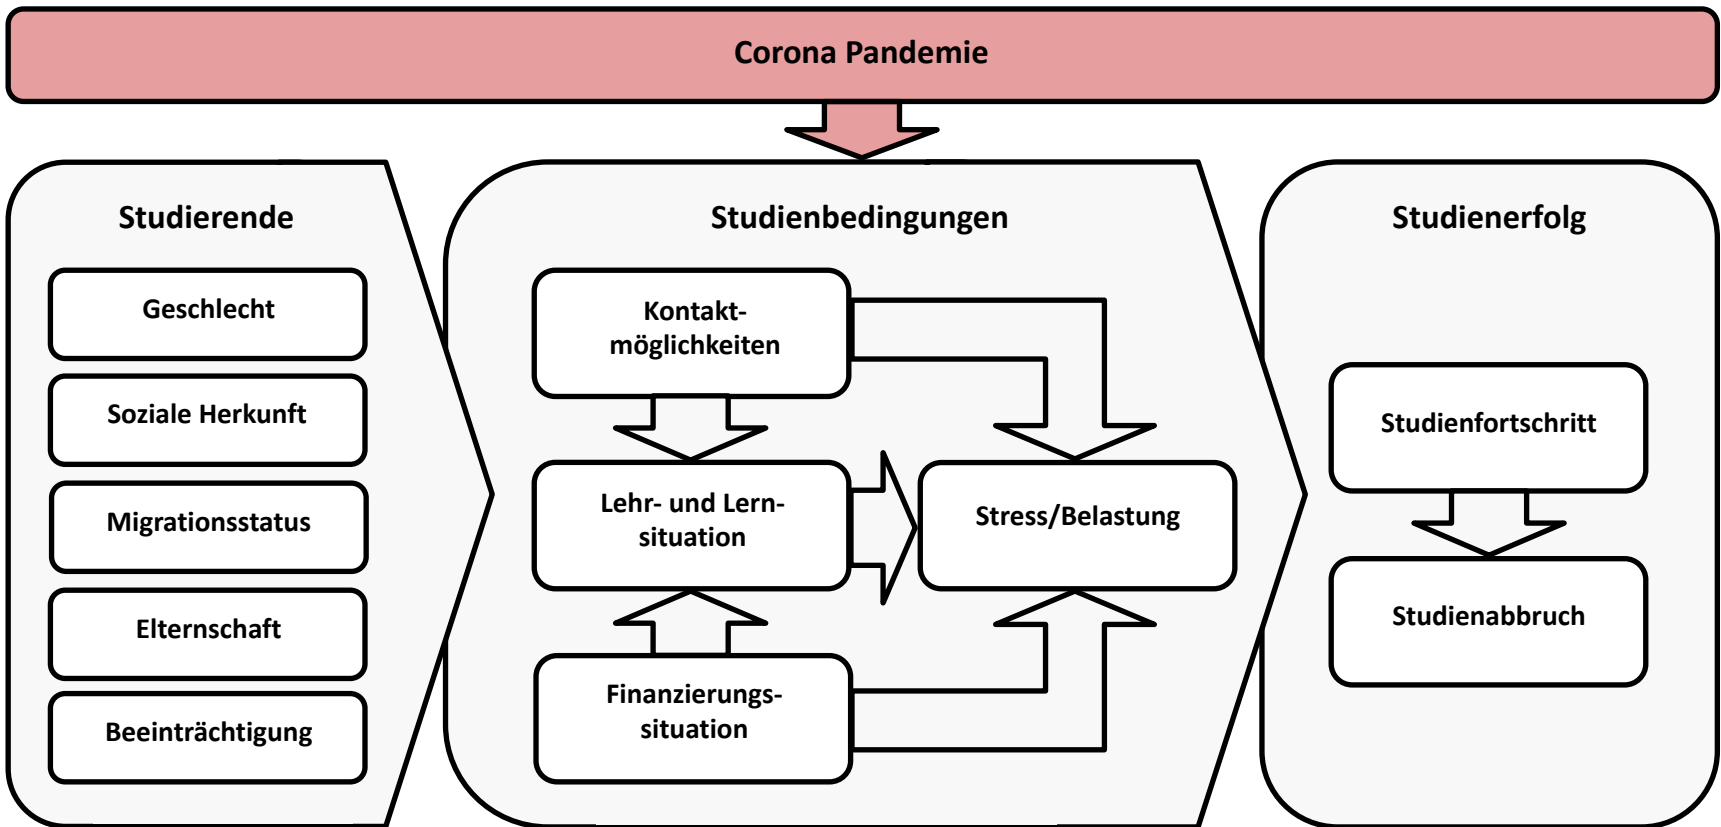 Corona Pandemie
Studierende
Geschlecht
Soziale Herkunft
Migrationsstatus
Elternschaft
Beeinträchtigung
Studienbedingungen
Kontakt-
möglichkeiten
Lehr- und Lern-
situation
Finanzierungs-
situation
Stress/Belastung
Studienerfolg
Studienfortschritt
Studienabbruch